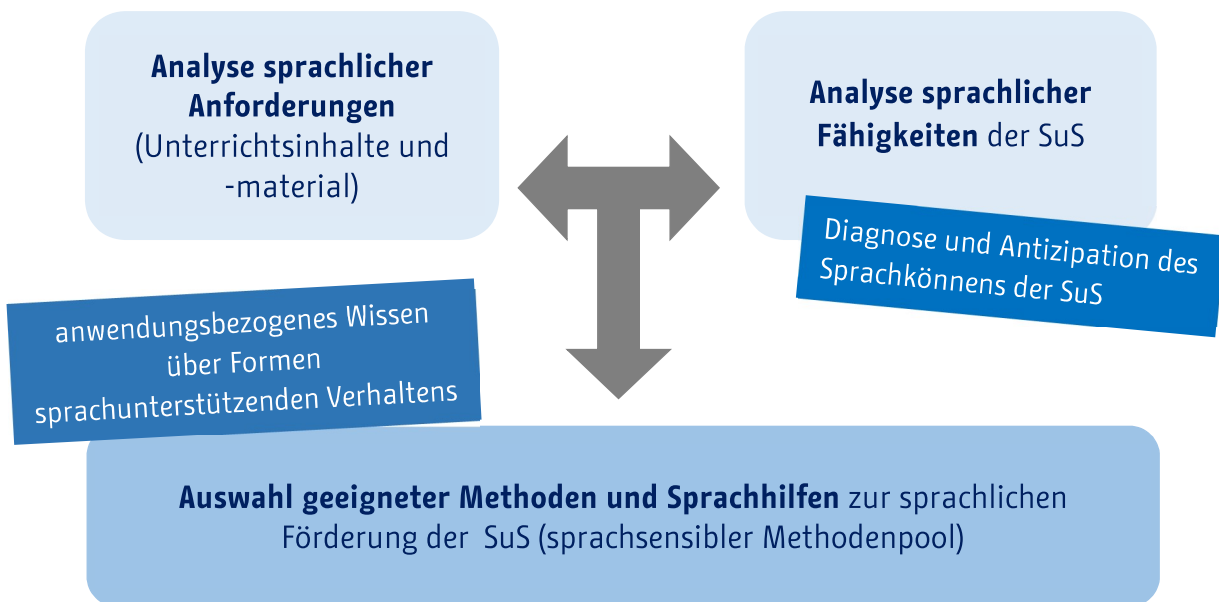 Analyse sprachlicher
Anforderungen
(Unterrichtsinhalte und
-material)
Analyse sprachlicher
Fähigkeiten der SuS
Diagnose und Antizipation des
Sprachkönnens der SuS
anwendungsbezogenes Wissen
über Formen
sprachunterstützenden Verhaltens
Auswahl geeigneter Methoden und Sprachhilfen zur sprachlichen
Förderung der SuS (sprachsensibler Methodenpool)